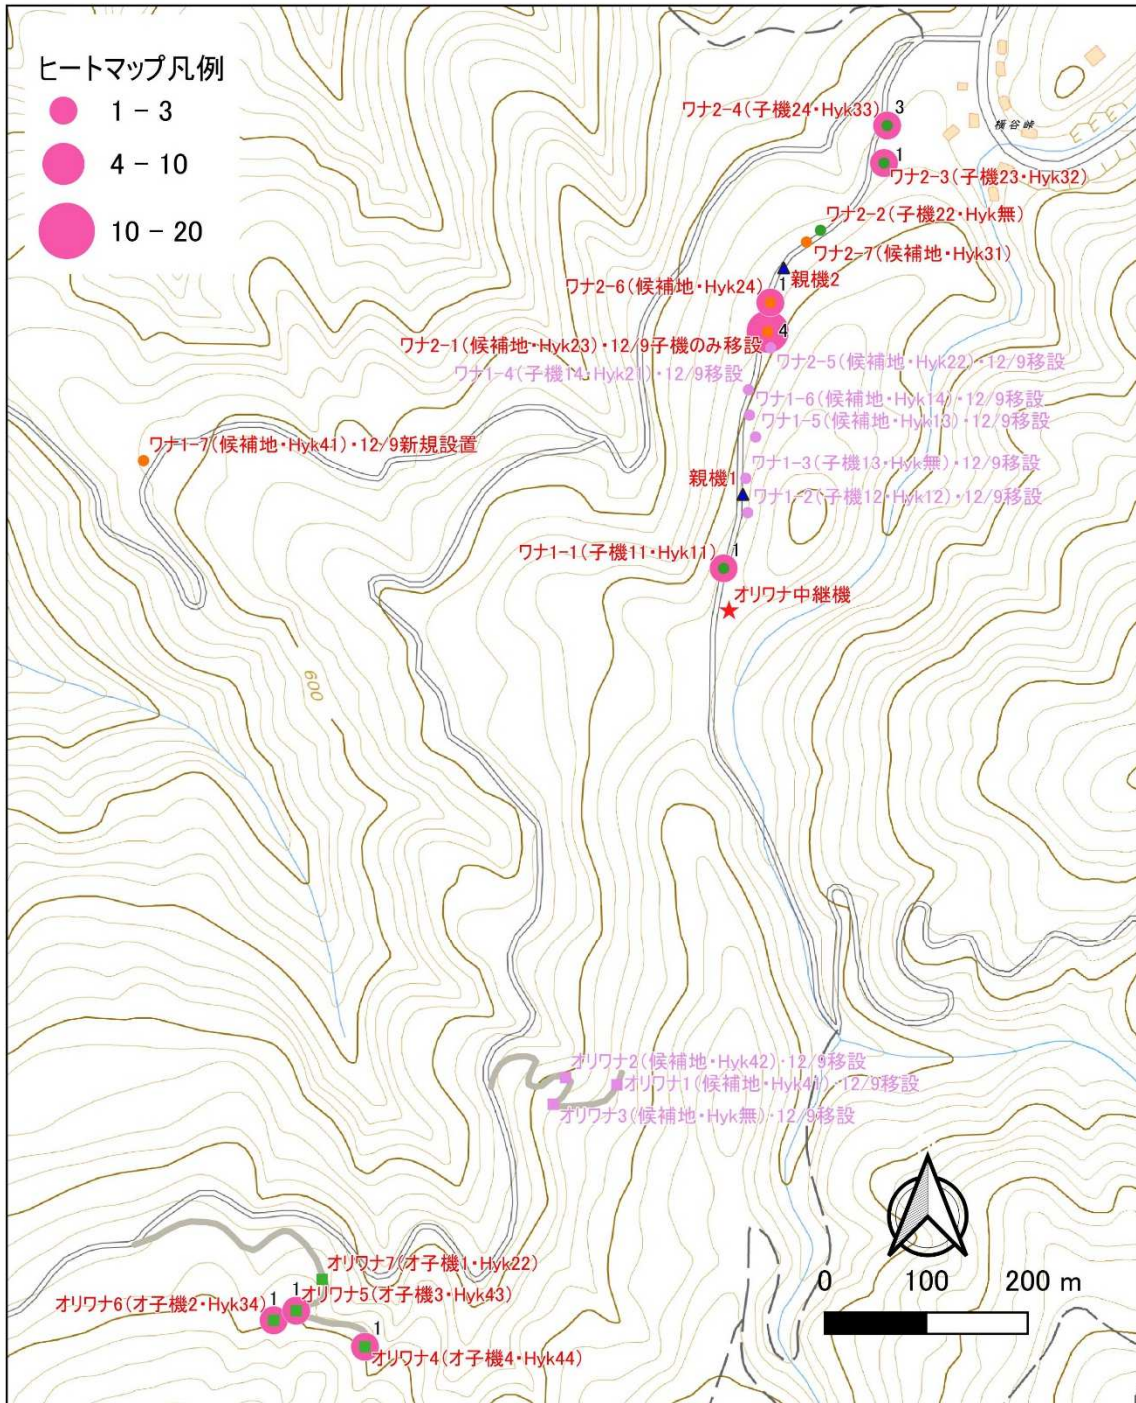 ヒートマップ凡例
1 - 3
4 - 10
10 - 20
ワナ2-4(子機24・Hyk33)
3
横谷峠
1
ワナ2-3(子機23・Hyk32)
ワナ2-2(子機22・Hyk無)
ワナ2-7(候補地・Hyk31)
親機2
ワナ2-6(候補地・Hyk24)
1
4
ワナ2-1(候補地・Hyk23)・12/9子機のみ移設
ワナ2-5(候補地・Hyk22)・12/9移設
ワナ1-4(子機14・Hyk21)・12/9移設
ワナ1-6(候補地・Hyk14)・12/9移設
ワナ1-5(候補地・Hyk13)・12/9移設
ワナ1-7(候補地・Hyk41)・12/9新規設置
ワナ1-3(子機13・Hyk無)・12/9移設
親機1
ワナ1-2(子機12・Hyk12)・12/9移設
ワナ1-1(子機11・Hyk11)
1
オリワナ中継機
600
オリワナ2(候補地・Hyk42)・12/9移設
オリワナ1(候補地・Hyk41)・12/9移設
オリワナ3(候補地・Hyk無)・12/9移設
オリワナ7(オ子機1・Hyk22)
1
オリワナ5(オ子機3・Hyk43)
オリワナ6(オ子機2・Hyk34)
1
1
オリワナ4(オ子機4・Hyk44)
0 100 200 m